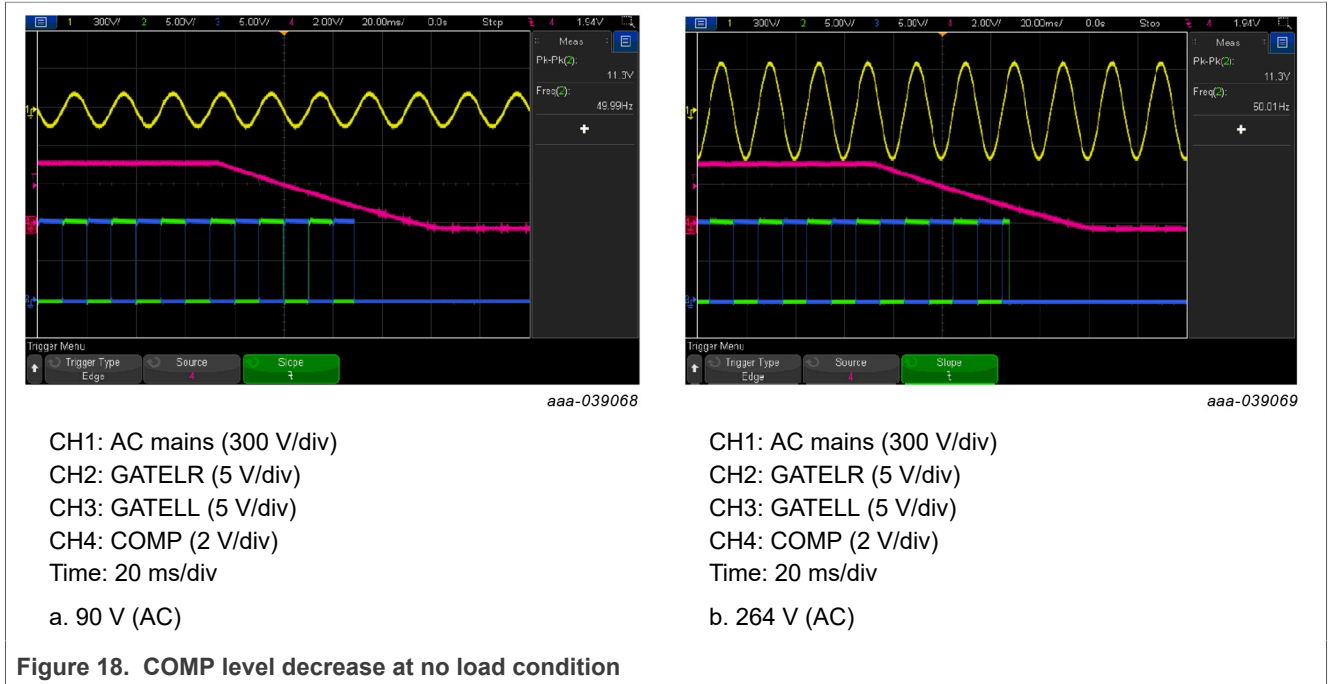 1 300V/ 2 5.00V/ 3 5.00V/ 4 2.00V/ 20.00ms/ 0.0s Stop 4 1.94V
Meas
Pk-Pk(2):
11.3V
Freq(2):
49.99Hz
Trigger Menu
Trigger Type
Edge
Source
4
Slope
aaa-039068
CH1: AC mains (300 V/div)
CH2: GATELR (5 V/div)
CH3: GATELL (5 V/div)
CH4: COMP (2 V/div)
Time: 20 ms/div
a. 90 V (AC)
1 300V/ 2 5.00V/ 3 5.00V/ 4 2.00V/ 20.00ms/ 0.0s Stop 4 1.94V
Meas
Pk-Pk(2):
11.3V
Freq(2):
50.01Hz
Trigger Menu
Trigger Type
Edge
Source
4
Slope
aaa-039069
CH1: AC mains (300 V/div)
CH2: GATELR (5 V/div)
CH3: GATELL (5 V/div)
CH4: COMP (2 V/div)
Time: 20 ms/div
b. 264 V (AC)
Figure 18. COMP level decrease at no load condition